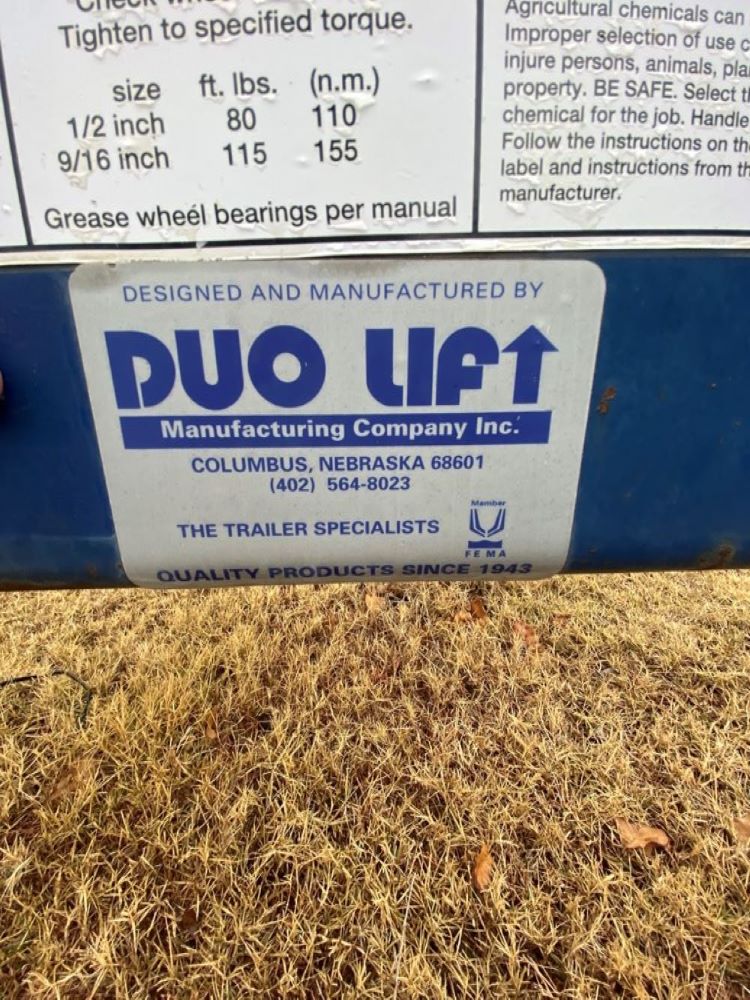 Check
Tighten to specified torque.
size ft. lbs. (n.m.)
1/2 inch 80 110
9/16 inch 115 155
Grease wheel bearings per manual
Agricultural chemicals can
Improper selection of use
injure persons, animals,
property. BE SAFE. Select
chemical for the job. Handle
Follow the instructions on
label and instructions from
manufacturer.
DESIGNED AND MANUFACTURED BY
DUO LIFT
Manufacturing Company Inc.
COLUMBUS, NEBRASKA 68601
(402) 564-8023
THE TRAILER SPECIALISTS
Member
FEMA
QUALITY PRODUCTS SINCE 1943